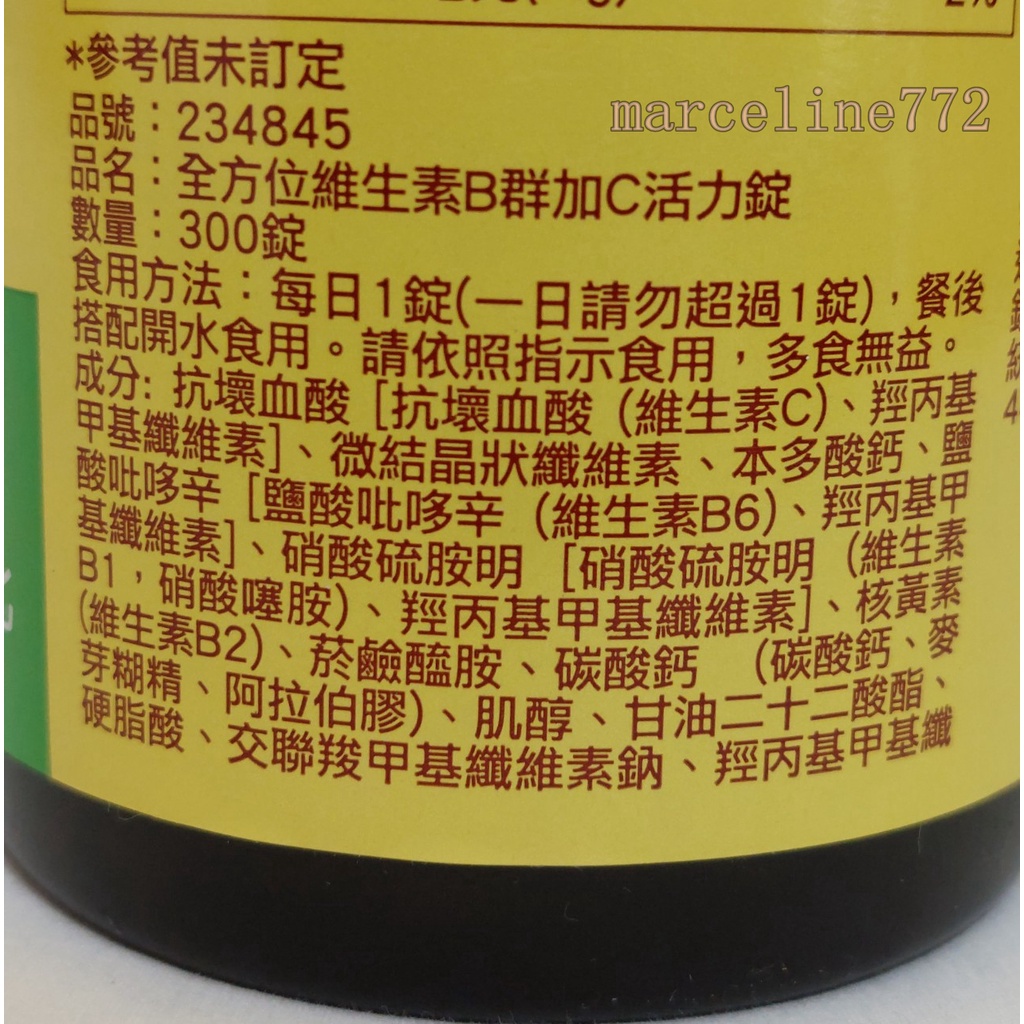 2%
*參考值未訂定
marceline772
品號：234845
品名：全方位維生素B群加C活力錠
數量：300錠
食用方法：每日1錠(一日請勿超過1錠)，餐後
搭配開水食用。請依照指示食用，多食無益。
成分: 抗壞血酸 [抗壞血酸 (維生素C)、羥丙基
甲基纖維素]、微結晶狀纖維素、本多酸鈣、鹽
酸吡哆辛 [鹽酸吡哆辛 (維生素B6)、羥丙基甲
基纖維素]、硝酸硫胺明 [硝酸硫胺明 (維生素
B1，硝酸噻胺)、羥丙基甲基纖維素]、核黃素
(維生素B2)、菸鹼醯胺、碳酸鈣 (碳酸鈣、麥
芽糊精、阿拉伯膠)、肌醇、甘油二十二酸酯、
硬脂酸、交聯羧甲基纖維素鈉、羥丙基甲基纖